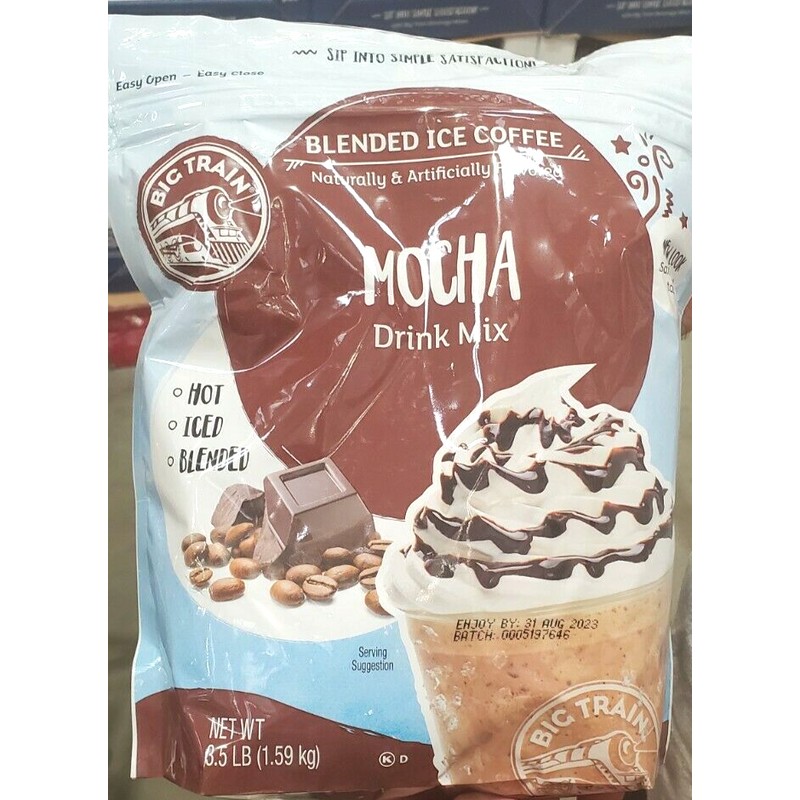 SIP INTO SIMPLE SATISFACTION!
Easy Open — Easy Close
BLENDED ICE COFFEE
Naturally & Artificially Flavored
BIG TRAIN
MOCHA
Drink Mix
HOT
ICED
BLENDED
ENJOY BY: 31 AUG 2023
BATCH: 0005197646
Serving
Suggestion
BIG TRAIN
NET WT
3.5 LB (1.59 kg)
K D